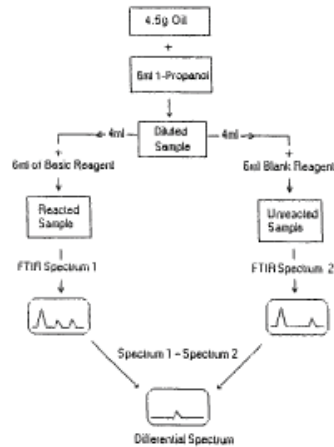 4.5g Oil
+
6ml 1-Propanol
4ml
Diluted
Sample
4ml
+
6ml of Basic Reagent
+
6ml Blank Reagent
Reacted
Sample
Unreacted
Sample
FTIR Spectrum 1
FTIR Spectrum 2
Spectrum 1 - Spectrum 2
Differential Spectrum